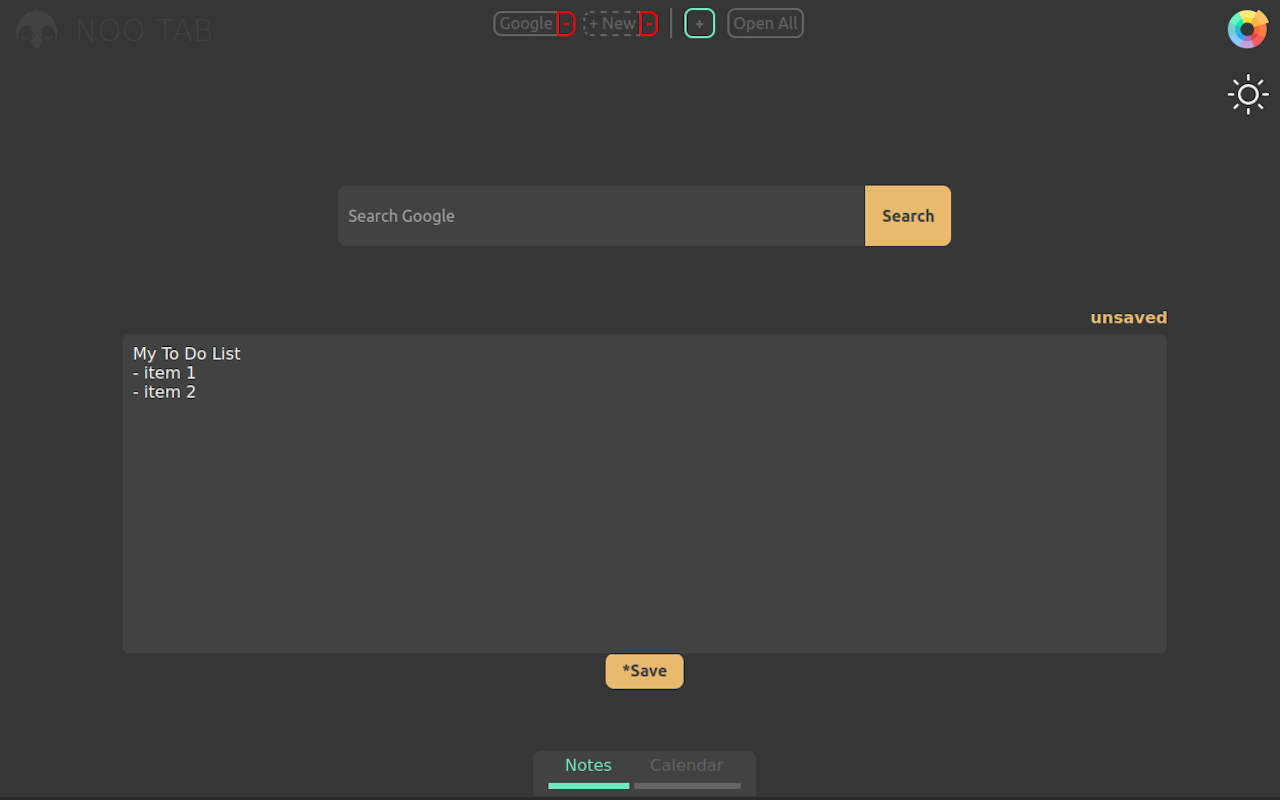 NOO TAB
Google - + New - + Open All
Search Google Search
unsaved
My To Do List
- item 1
- item 2
*Save
Notes Calendar